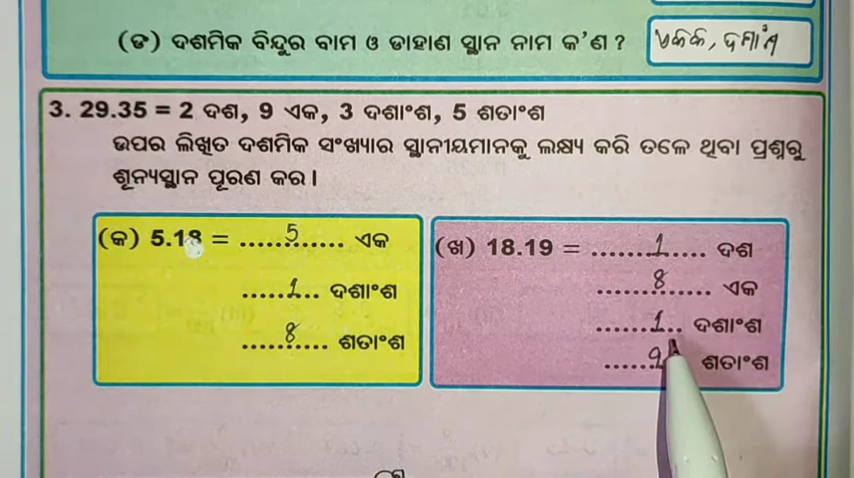 (ଙ) ଦଶମିକ ବିନ୍ଦୁର ବାମ ଓ ଡାହାଣ ସ୍ଥାନ ନାମ କ'ଣ ? ଏକକ, ଦଶାଂଶ
3. 29.35 = 2 ଦଶ, 9 ଏକ, 3 ଦଶାଂଶ, 5 ଶତାଂଶ
ଉପର ଲିଖିତ ଦଶମିକ ସଂଖ୍ୟାର ସ୍ଥାନୀୟମାନକୁ ଲକ୍ଷ୍ୟ କରି ତଳେ ଥିବା ପ୍ରଶ୍ନରୁ
ଶୂନ୍ୟସ୍ଥାନ ପୂରଣ କର ।
(କ) 5.18 = ......5...... ଏକ
......1... ଦଶାଂଶ
......8.... ଶତାଂଶ
(ଖ) 18.19 = ........1..... ଦଶ
........8...... ଏକ
........1.. ଦଶାଂଶ
......9 ଶତାଂଶ